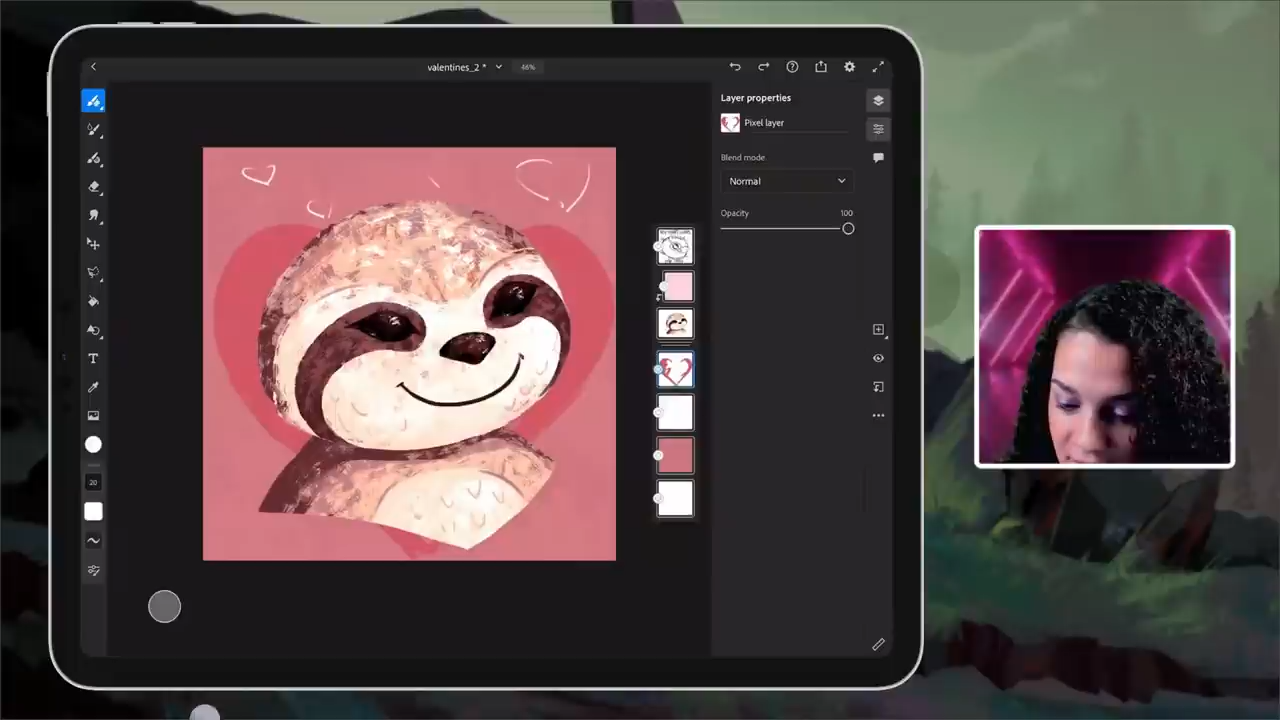 valentines_2 *
46%
Layer properties
Pixel layer
Blend mode
Normal
Opacity
100
20
T